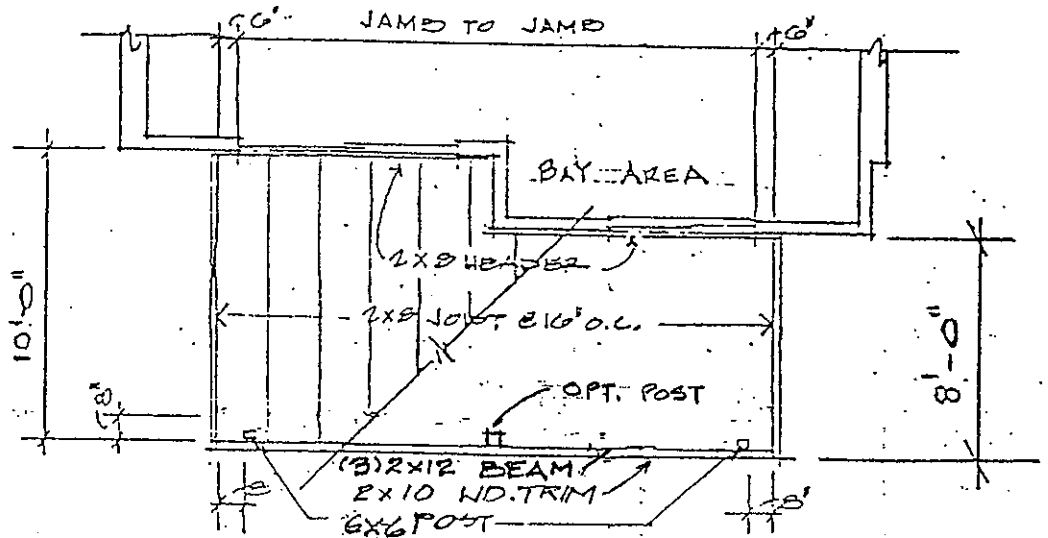 6" JAMB TO JAMB 6"
BAY AREA
2X8 HEADER
2X8 JOIST @16" O.C.
10'-0"
8'-0"
8"
OPT. POST
(3)2X12 BEAM
2X10 WD.TRIM
8"
8"
6X6 POST